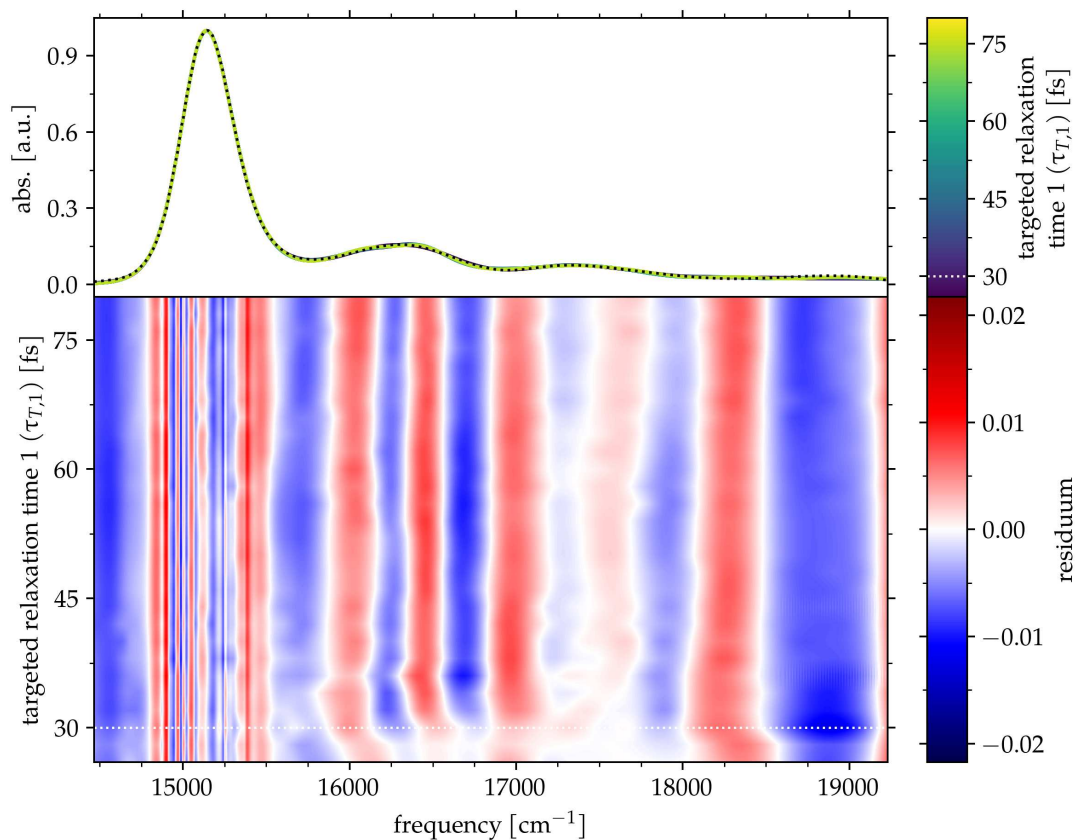 0.9
0.6
0.3
0.0
abs. [a.u.]
75
60
45
30
targeted relaxation
time 1 (τT,1) [fs]
75
60
45
30
targeted relaxation time 1 (τT,1) [fs]
0.02
0.01
0.00
−0.01
−0.02
residuum
15000 16000 17000 18000 19000
frequency [cm−1]